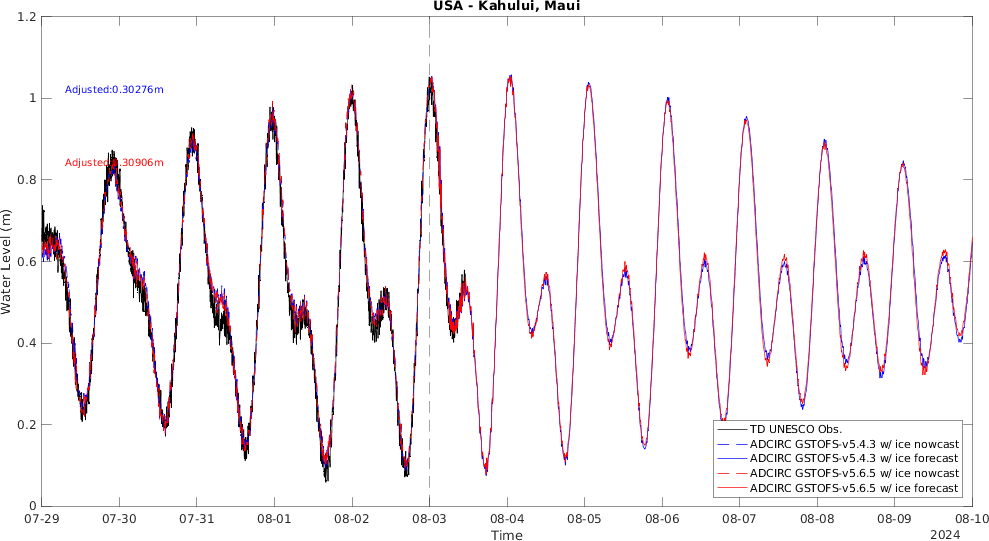 USA - Kahului, Maui
1.2
1
0.8
0.6
0.4
0.2
0
Water Level (m)
Adjusted:0.30276m
Adjusted:0.30906m
TD UNESCO Obs.
ADCIRC GSTOFS-v5.4.3 w/ ice nowcast
ADCIRC GSTOFS-v5.4.3 w/ ice forecast
ADCIRC GSTOFS-v5.6.5 w/ ice nowcast
ADCIRC GSTOFS-v5.6.5 w/ ice forecast
07-29 07-30 07-31 08-01 08-02 08-03 08-04 08-05 08-06 08-07 08-08 08-09 08-10
Time 2024